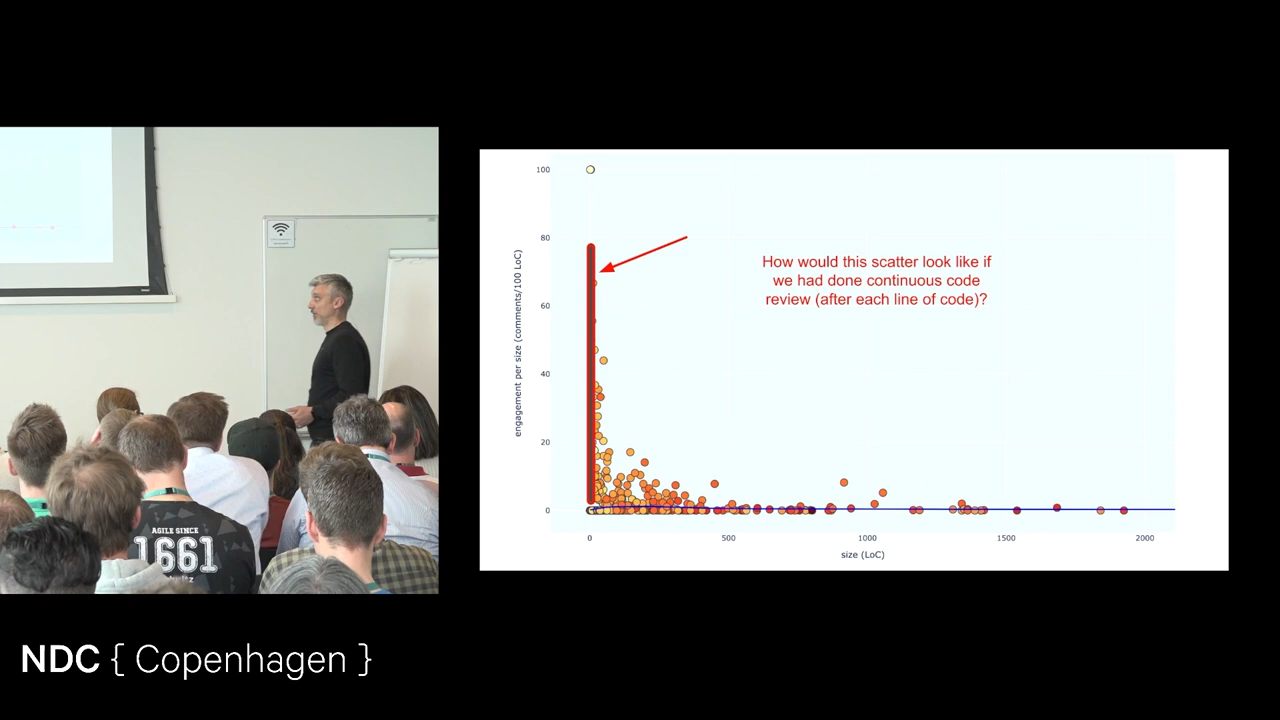 AGILE SINCE
1661
NDC { Copenhagen }
100
80
60
40
20
0
engagement per size (comments/100 LoC)
How would this scatter look like if
we had done continuous code
review (after each line of code)?
0
500
1000
1500
2000
size (LoC)